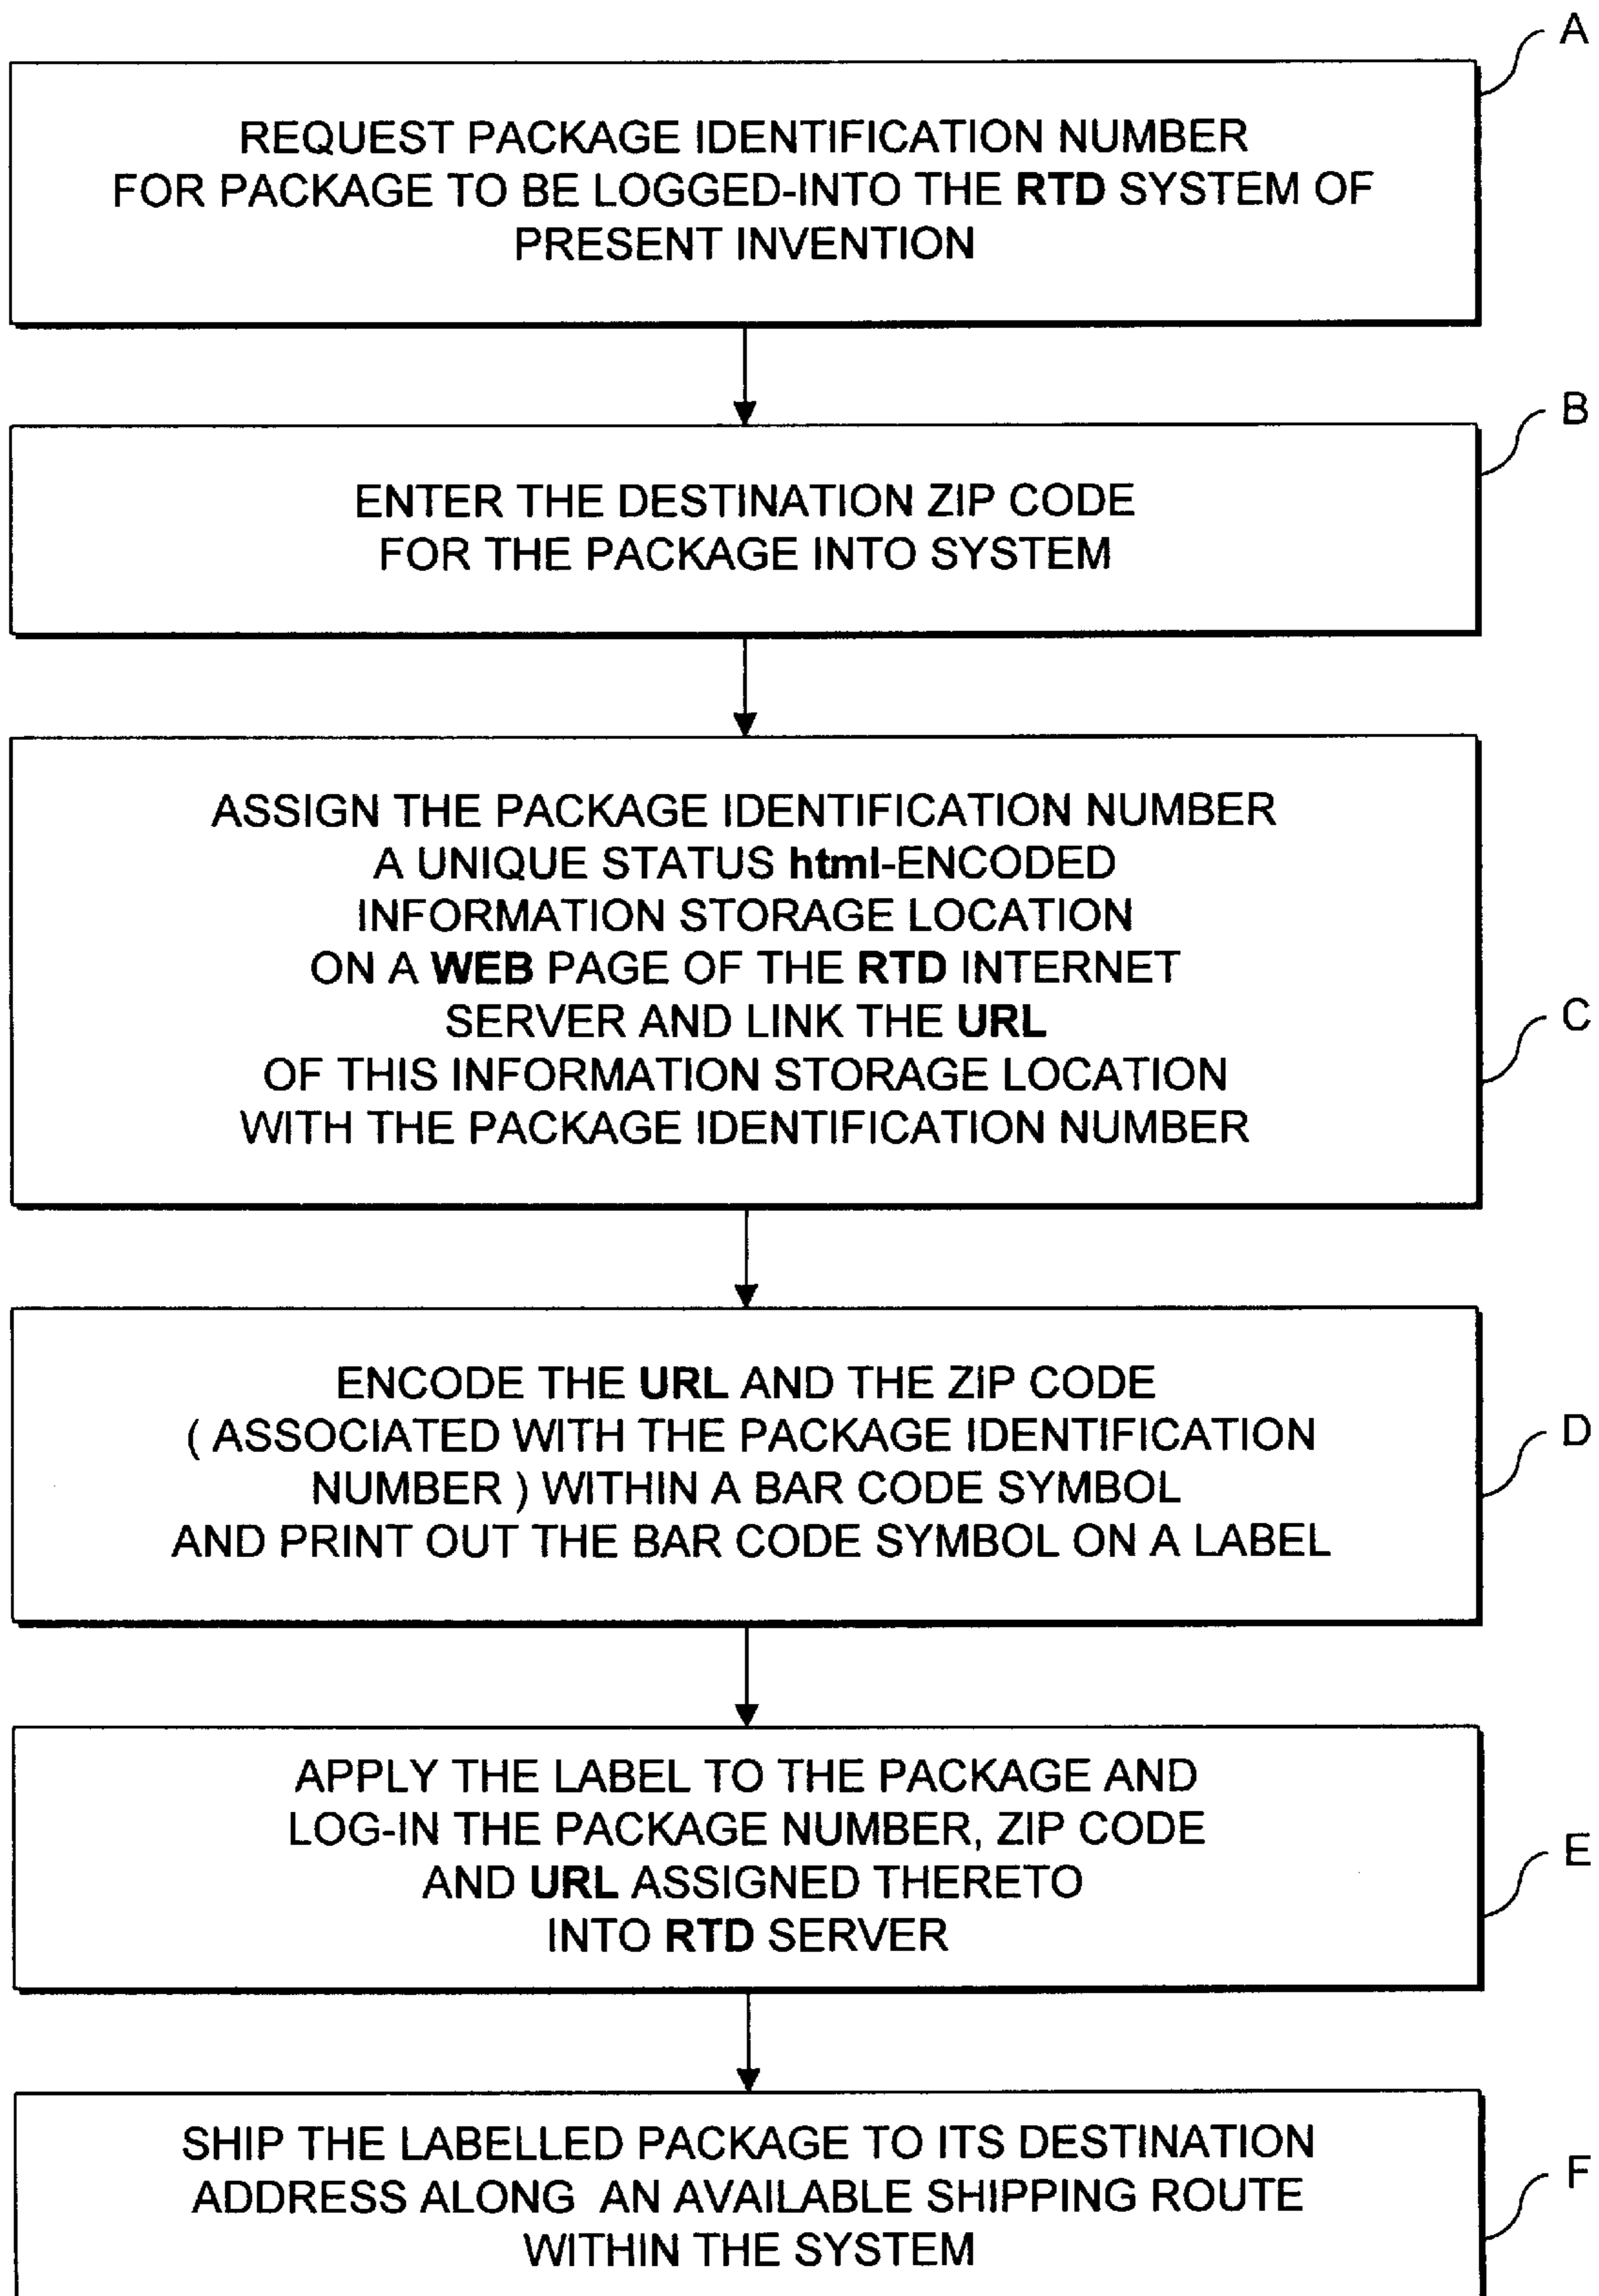 A
REQUEST PACKAGE IDENTIFICATION NUMBER
FOR PACKAGE TO BE LOGGED-INTO THE RTD SYSTEM OF
PRESENT INVENTION
B
ENTER THE DESTINATION ZIP CODE
FOR THE PACKAGE INTO SYSTEM
ASSIGN THE PACKAGE IDENTIFICATION NUMBER
A UNIQUE STATUS html-ENCODED
INFORMATION STORAGE LOCATION
ON A WEB PAGE OF THE RTD INTERNET
SERVER AND LINK THE URL
C
OF THIS INFORMATION STORAGE LOCATION
WITH THE PACKAGE IDENTIFICATION NUMBER
ENCODE THE URL AND THE ZIP CODE
( ASSOCIATED WITH THE PACKAGE IDENTIFICATION
D
NUMBER ) WITHIN A BAR CODE SYMBOL
AND PRINT OUT THE BAR CODE SYMBOL ON A LABEL
APPLY THE LABEL TO THE PACKAGE AND
LOG-IN THE PACKAGE NUMBER, ZIP CODE
E
AND URL ASSIGNED THERETO
INTO RTD SERVER
SHIP THE LABELLED PACKAGE TO ITS DESTINATION
F
ADDRESS ALONG AN AVAILABLE SHIPPING ROUTE
WITHIN THE SYSTEM